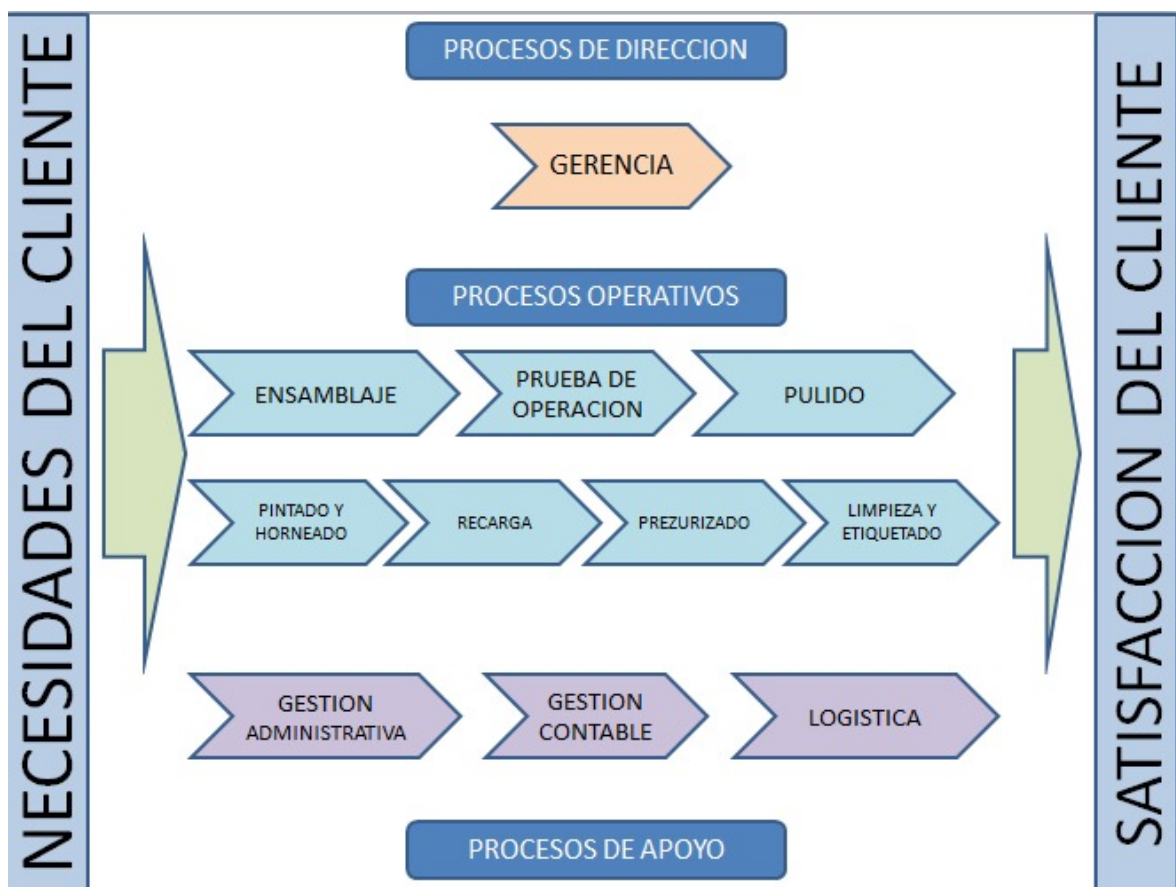 NECESIDADES DEL CLIENTE
PROCESOS DE DIRECCION
GERENCIA
PROCESOS OPERATIVOS
ENSAMBLAJE
PRUEBA DE
OPERACION
PULIDO
PINTADO Y
HORNEADO
RECARGA
PREZURIZADO
LIMPIEZA Y
ETIQUETADO
GESTION
ADMINISTRATIVA
GESTION
CONTABLE
LOGISTICA
PROCESOS DE APOYO
SATISFACCION DEL CLIENTE